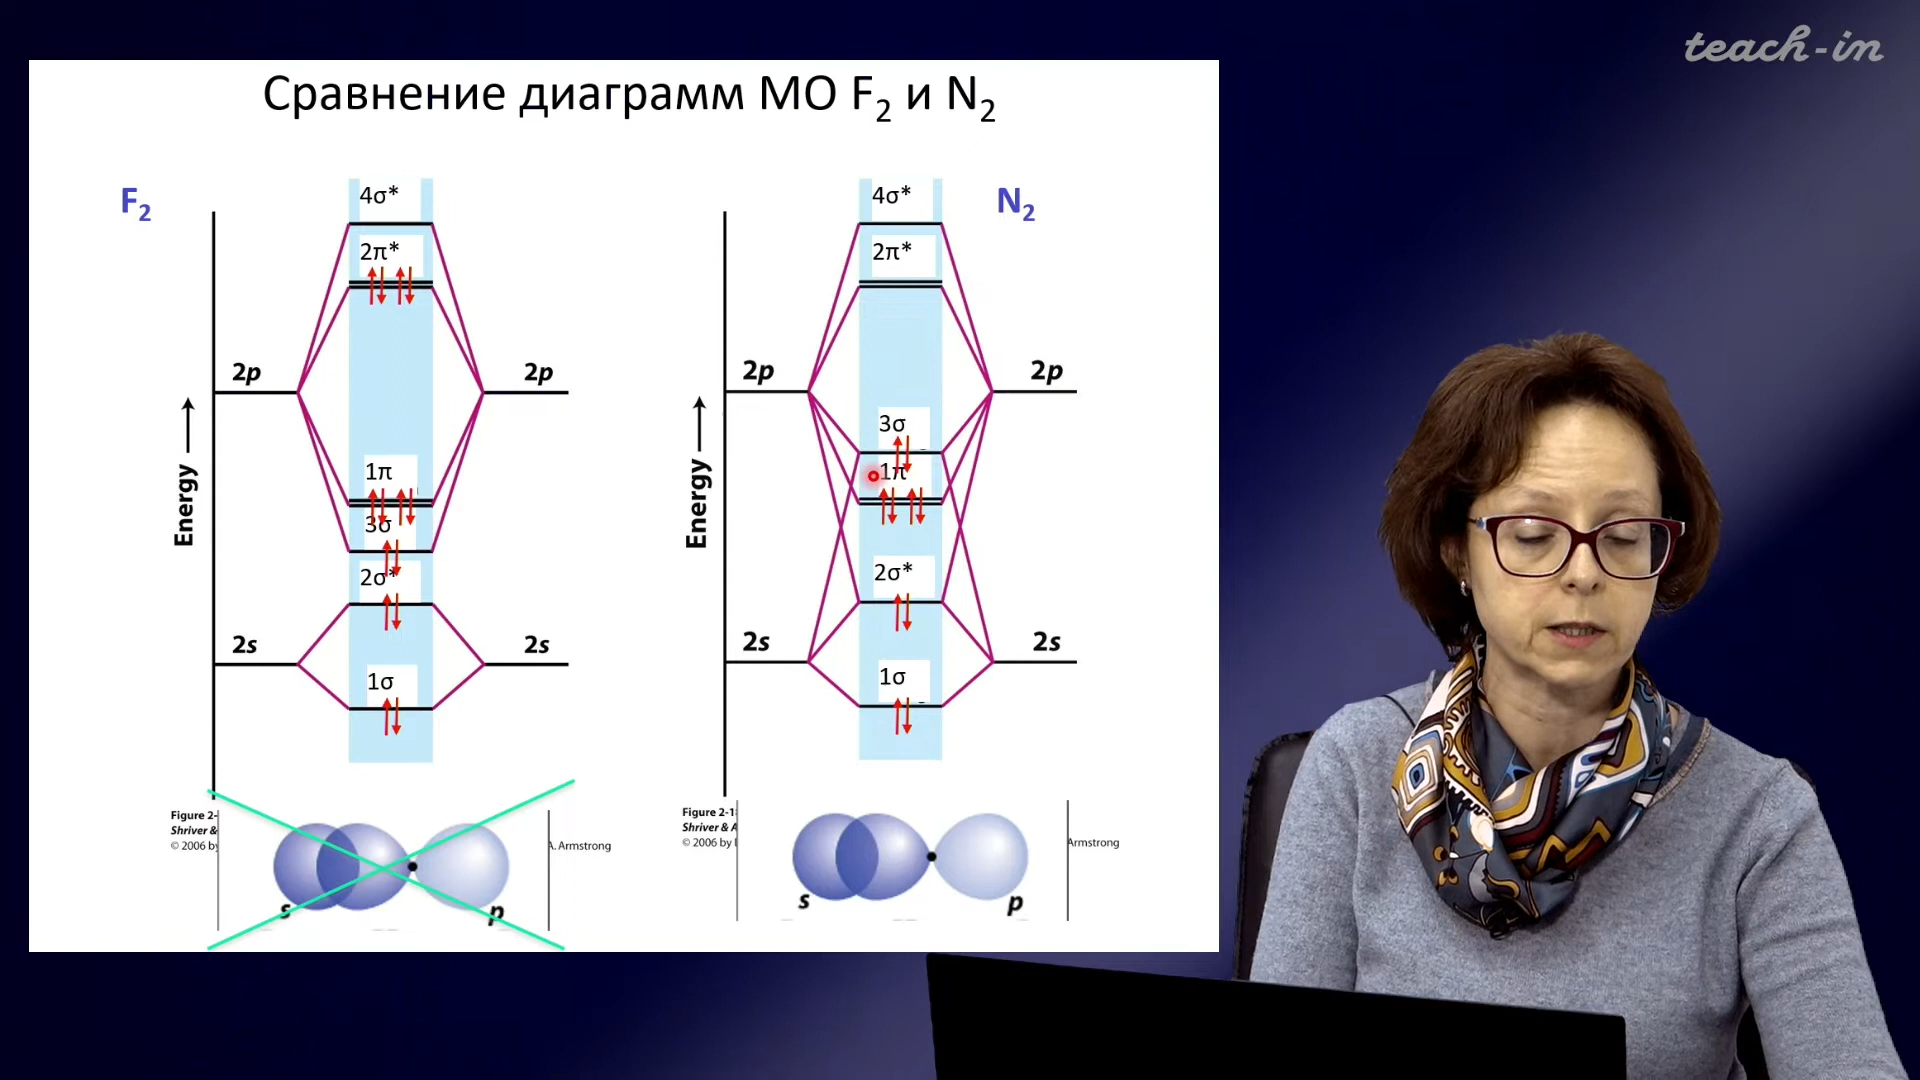 teach-in
Сравнение диаграмм МО F₂ и N₂
F₂
4σ*
2π*
2p
2p
1π
3σ
2σ*
2s
2s
1σ
Energy
Figure 2-
Shriver &
© 2006 by
A. Armstrong
s
p
N₂
4σ*
2π*
2p
2p
3σ
1π
2σ*
2s
2s
1σ
Energy
Figure 2-1
Shriver & A
© 2006 by
Armstrong
s
p